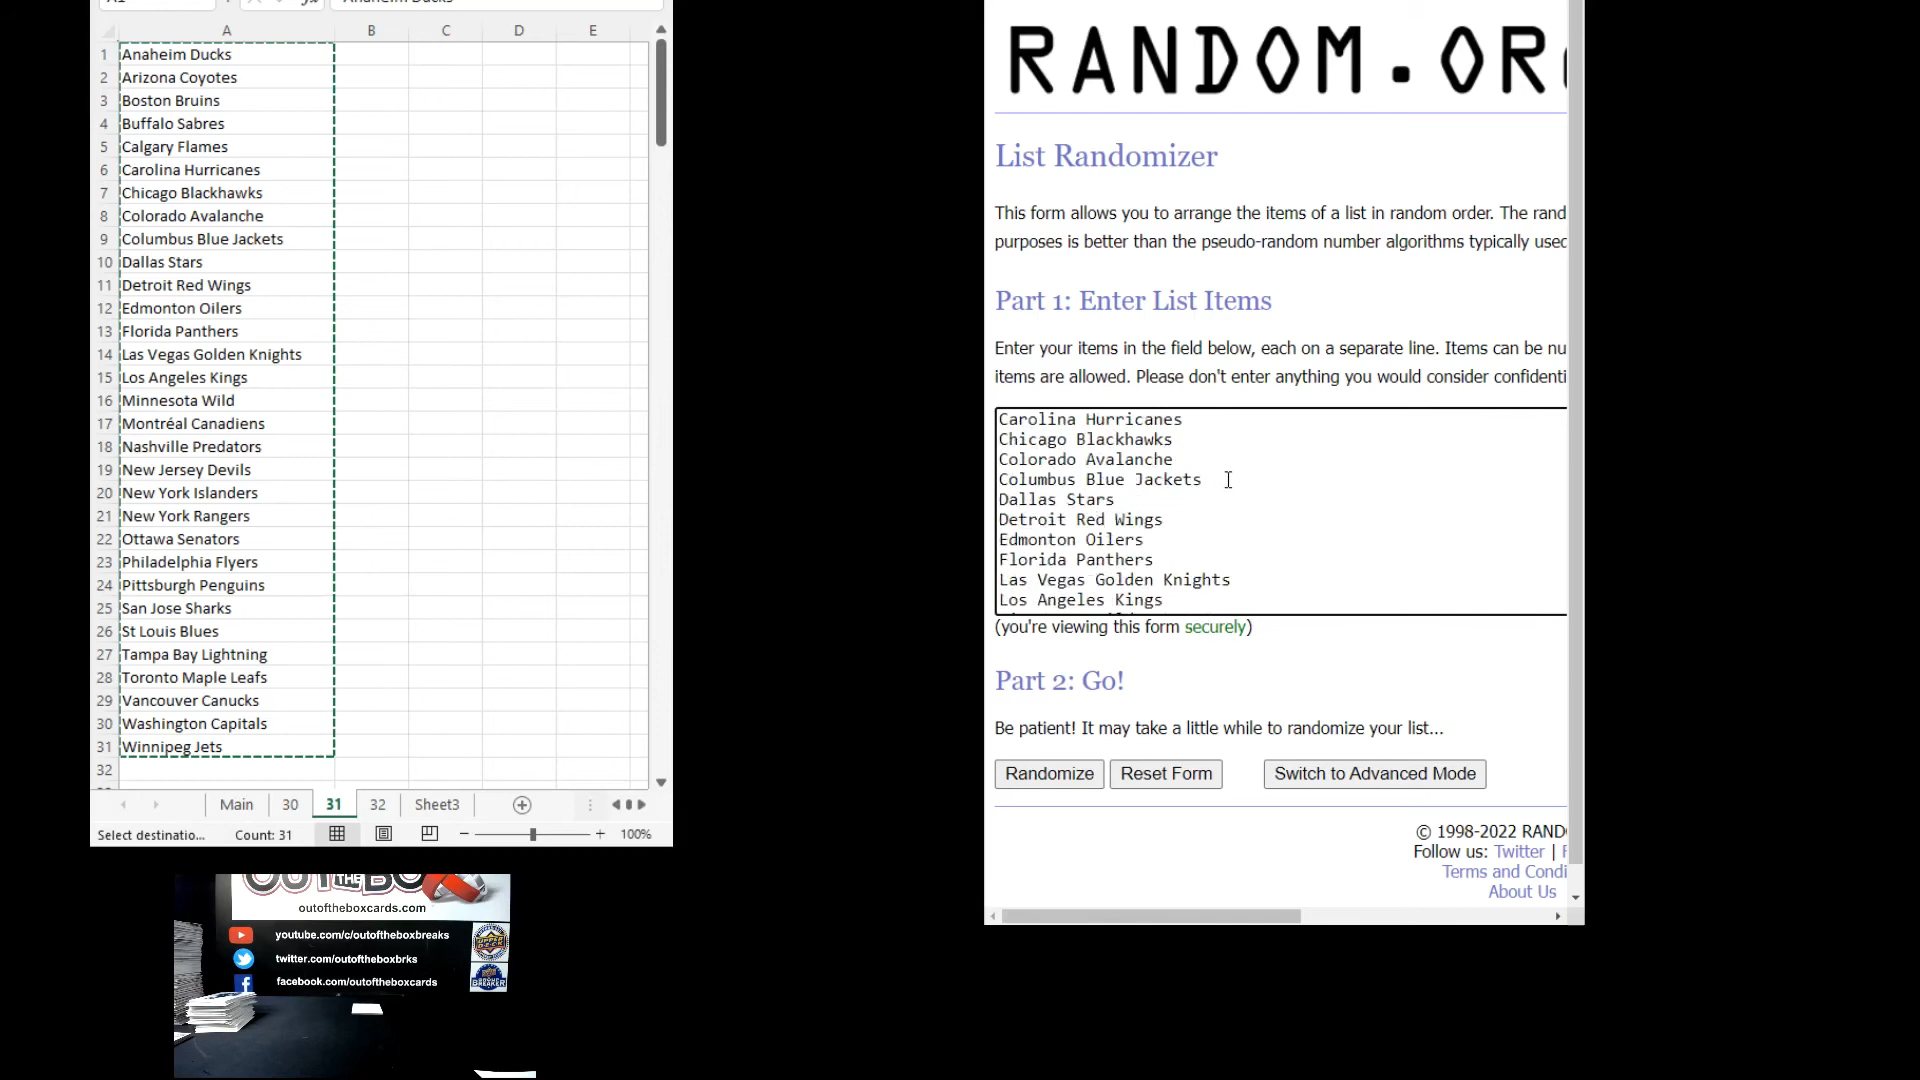 A
B
C
D
E
1 Anaheim Ducks
2 Arizona Coyotes
3 Boston Bruins
4 Buffalo Sabres
5 Calgary Flames
6 Carolina Hurricanes
7 Chicago Blackhawks
8 Colorado Avalanche
9 Columbus Blue Jackets
10 Dallas Stars
11 Detroit Red Wings
12 Edmonton Oilers
13 Florida Panthers
14 Las Vegas Golden Knights
15 Los Angeles Kings
16 Minnesota Wild
17 Montréal Canadiens
18 Nashville Predators
19 New Jersey Devils
20 New York Islanders
21 New York Rangers
22 Ottawa Senators
23 Philadelphia Flyers
24 Pittsburgh Penguins
25 San Jose Sharks
26 St Louis Blues
27 Tampa Bay Lightning
28 Toronto Maple Leafs
29 Vancouver Canucks
30 Washington Capitals
31 Winnipeg Jets
32
Main 30 31 32 Sheet3
Select destinatio... Count: 31 100%
outoftheboxcards.com
youtube.com/c/outoftheboxbreaks
twitter.com/outoftheboxbrks
facebook.com/outoftheboxcards
RANDOM.OR
List Randomizer
This form allows you to arrange the items of a list in random order. The rand
purposes is better than the pseudo-random number algorithms typically used
Part 1: Enter List Items
Enter your items in the field below, each on a separate line. Items can be nu
items are allowed. Please don't enter anything you would consider confidenti
Carolina Hurricanes
Chicago Blackhawks
Colorado Avalanche
Columbus Blue Jackets
Dallas Stars
Detroit Red Wings
Edmonton Oilers
Florida Panthers
Las Vegas Golden Knights
Los Angeles Kings
(you're viewing this form securely)
Part 2: Go!
Be patient! It may take a little while to randomize your list...
Randomize Reset Form Switch to Advanced Mode
© 1998-2022 RAND
Follow us: Twitter |
Terms and Condi
About Us